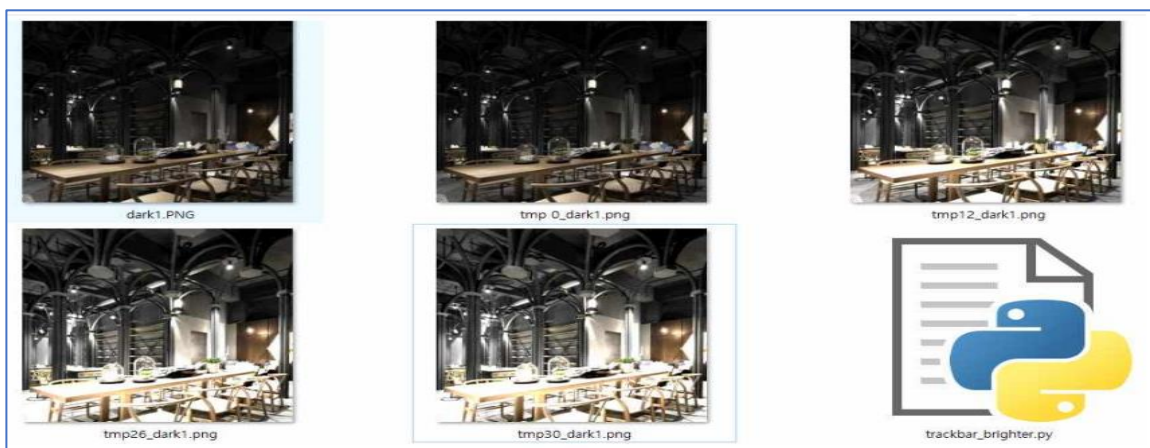 dark1.PNG
tmp 0_dark1.png
tmp12_dark1.png
tmp26_dark1.png
tmp30_dark1.png
trackbar_brighter.py